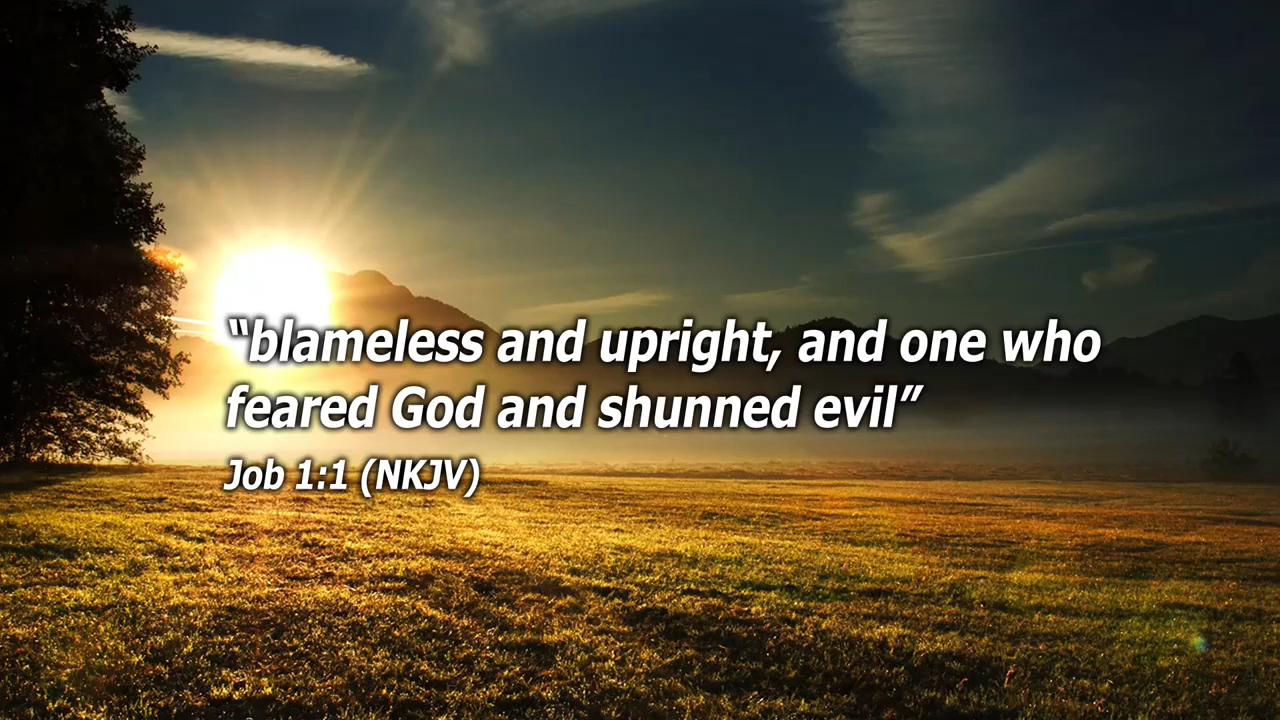 “blameless and upright, and one who
feared God and shunned evil”
Job 1:1 (NKJV)